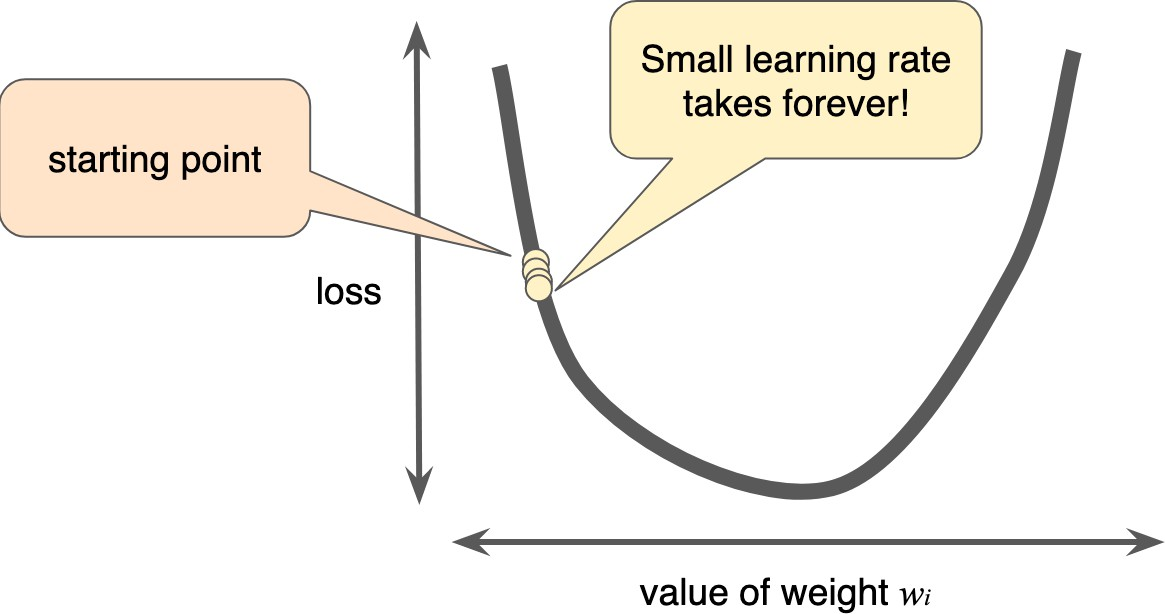 Small learning rate
takes forever!
starting point
loss
value of weight wi